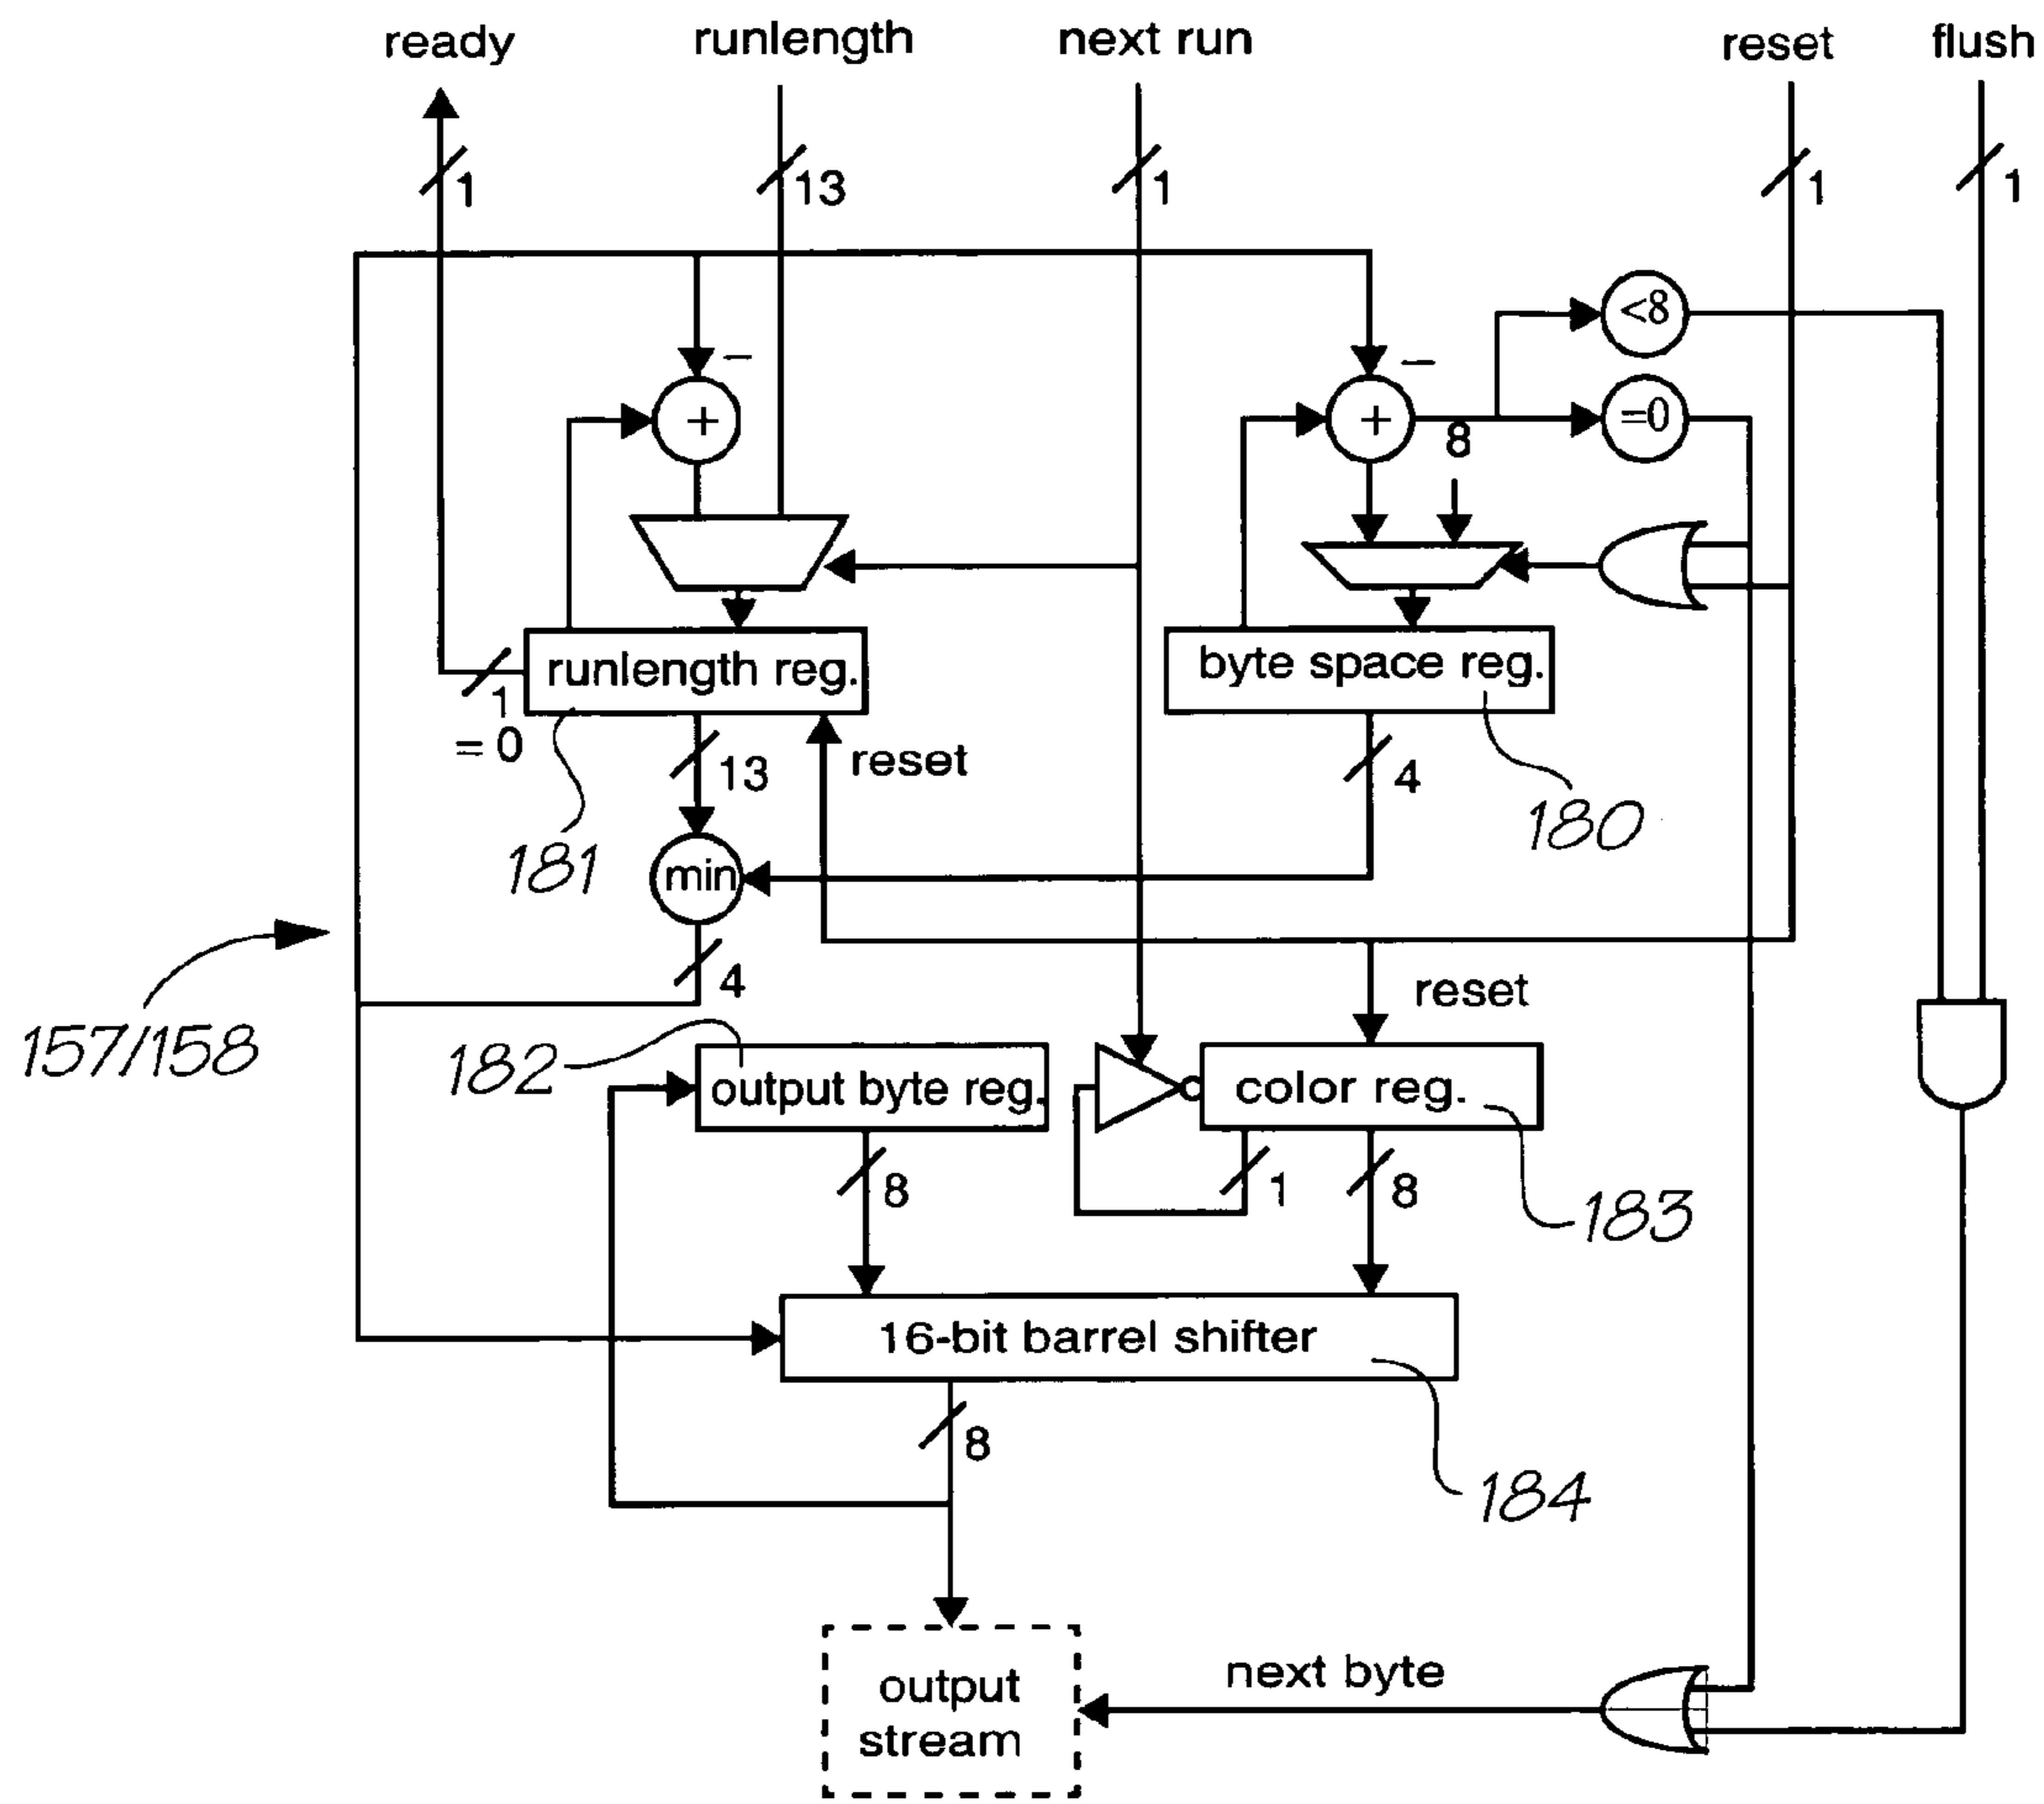 ready
runlength
next run
reset
flush
1
13
1
1
1
<8
−
−
+
+
=0
8
runlength reg.
byte space reg.
1
=0
13
reset
4
180
181
min
4
157/158
reset
182
output byte reg.
color reg.
8
1
8
183
16-bit barrel shifter
8
184
next byte
output
stream